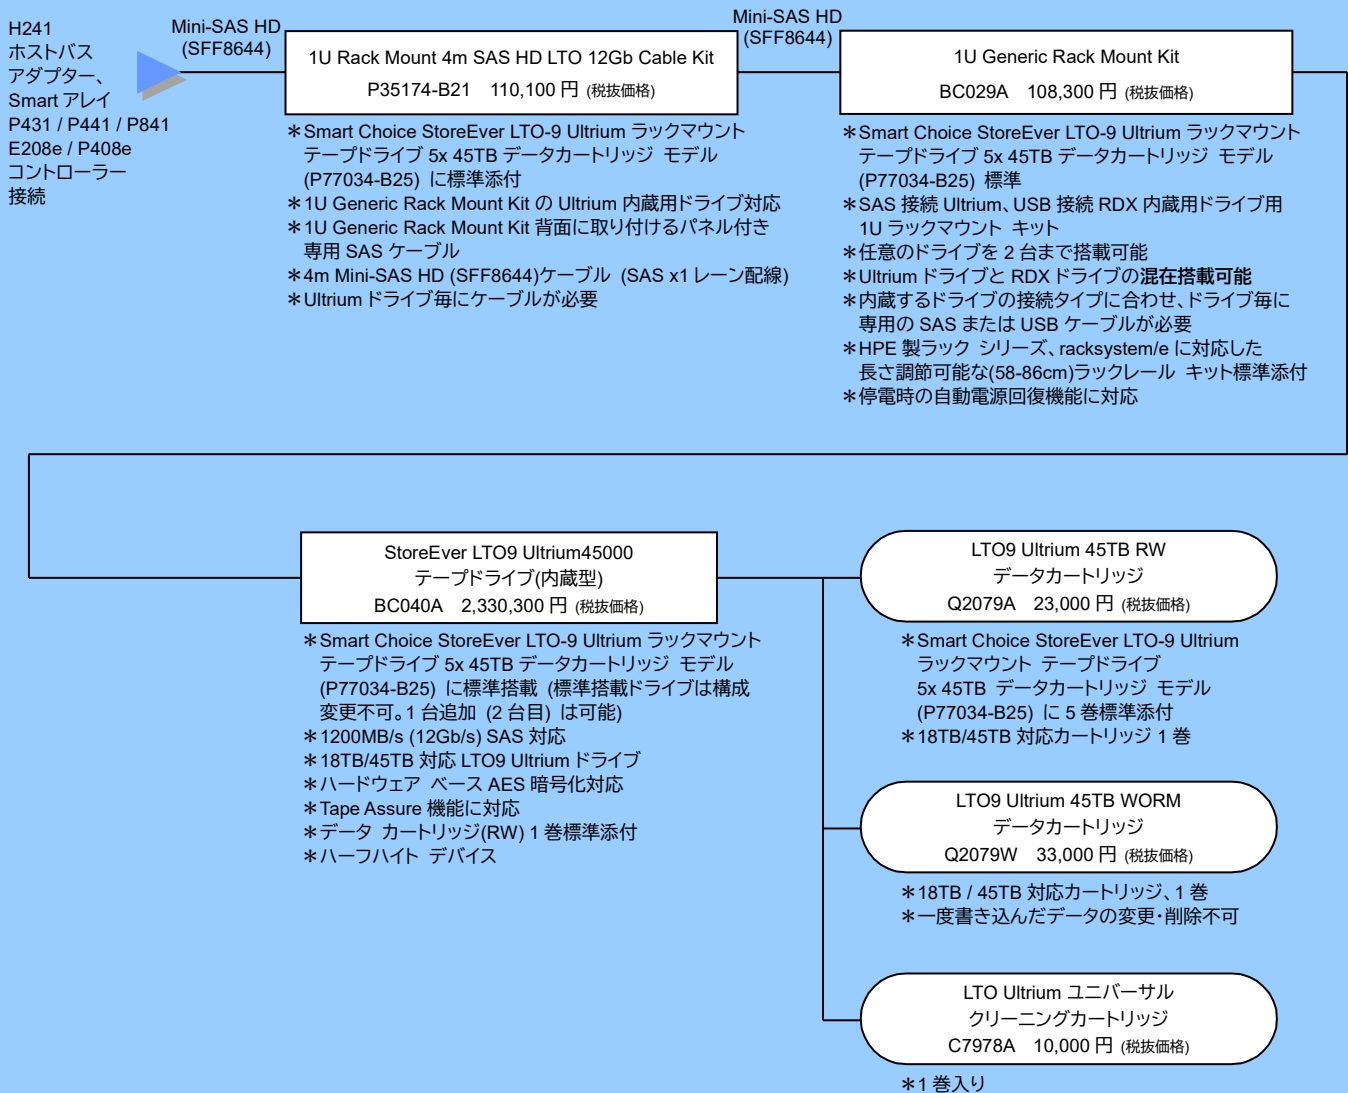 H241
ホストバス
アダプター、
Smart アレイ
P431 / P441 / P841
E208e / P408e
コントローラー
接続
Mini-SAS HD
(SFF8644)
1U Rack Mount 4m SAS HD LTO 12Gb Cable Kit
P35174-B21 110,100 円 (税抜価格)
＊Smart Choice StoreEver LTO-9 Ultrium ラックマウント
テープドライブ 5x 45TB データカートリッジ モデル
(P77034-B25) に標準添付
＊1U Generic Rack Mount Kit の Ultrium 内蔵用ドライブ対応
＊1U Generic Rack Mount Kit 背面に取り付けるパネル付き
専用 SAS ケーブル
＊4m Mini-SAS HD (SFF8644)ケーブル (SAS x1 レーン配線)
＊Ultrium ドライブ毎にケーブルが必要
Mini-SAS HD
(SFF8644)
1U Generic Rack Mount Kit
BC029A 108,300 円 (税抜価格)
＊Smart Choice StoreEver LTO-9 Ultrium ラックマウント
テープドライブ 5x 45TB データカートリッジ モデル
(P77034-B25) 標準
＊SAS 接続 Ultrium、USB 接続 RDX 内蔵用ドライブ用
1U ラックマウント キット
＊任意のドライブを 2 台まで搭載可能
＊Ultrium ドライブと RDX ドライブの混在搭載可能
＊内蔵するドライブの接続タイプに合わせ、ドライブ毎に
専用の SAS または USB ケーブルが必要
＊HPE 製ラック シリーズ、racksystem/e に対応した
長さ調節可能な(58-86cm)ラックレール キット標準添付
＊停電時の自動電源回復機能に対応
StoreEver LTO9 Ultrium45000
テープドライブ(内蔵型)
BC040A 2,330,300 円 (税抜価格)
＊Smart Choice StoreEver LTO-9 Ultrium ラックマウント
テープドライブ 5x 45TB データカートリッジ モデル
(P77034-B25) に標準搭載 (標準搭載ドライブは構成
変更不可。1 台追加 (2 台目) は可能)
＊1200MB/s (12Gb/s) SAS 対応
＊18TB/45TB 対応 LTO9 Ultrium ドライブ
＊ハードウェア ベース AES 暗号化対応
＊Tape Assure 機能に対応
＊データ カートリッジ(RW) 1 巻標準添付
＊ハーフハイト デバイス
LTO9 Ultrium 45TB RW
データカートリッジ
Q2079A 23,000 円 (税抜価格)
＊Smart Choice StoreEver LTO-9 Ultrium
ラックマウント テープドライブ
5x 45TB データカートリッジ モデル
(P77034-B25) に 5 巻標準添付
＊18TB/45TB 対応カートリッジ 1 巻
LTO9 Ultrium 45TB WORM
データカートリッジ
Q2079W 33,000 円 (税抜価格)
＊18TB / 45TB 対応カートリッジ、1 巻
＊一度書き込んだデータの変更・削除不可
LTO Ultrium ユニバーサル
クリーニングカートリッジ
C7978A 10,000 円 (税抜価格)
＊1 巻入り